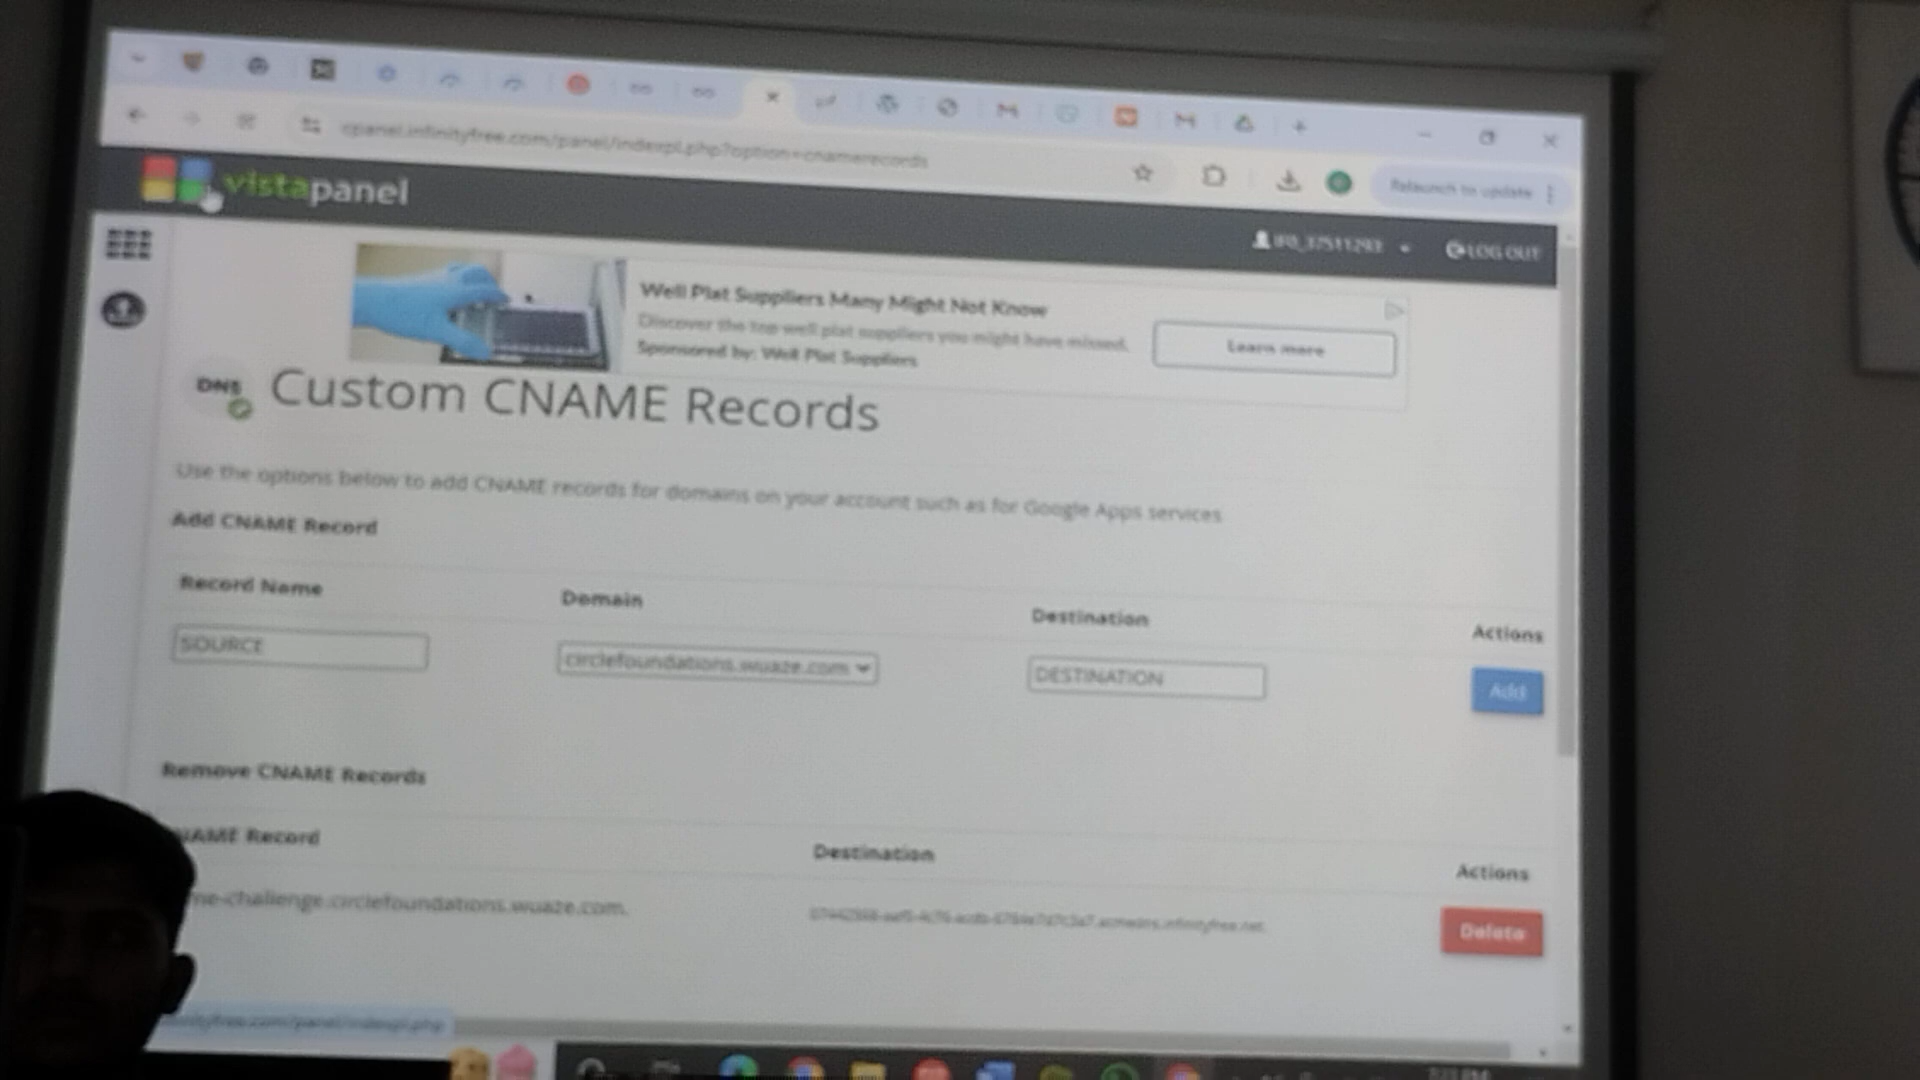 cpanel.infinityfree.com/panel/indexpl.php?option=cnamerecords
Relaunch to update
vistapanel
LOG OUT
Well Plat Suppliers Many Might Not Know
Discover the top well plat suppliers you might have missed.
Sponsored by: Well Plat Suppliers
Learn more
DNS
Custom CNAME Records
Use the options below to add CNAME records for domains on your account such as for Google Apps services
Add CNAME Record
Record Name Domain Destination Actions
SOURCE circlefoundations.wuaze.com DESTINATION Add
Remove CNAME Records
NAME Record Destination Actions
me-challenge.circlefoundations.wuaze.com. Delete